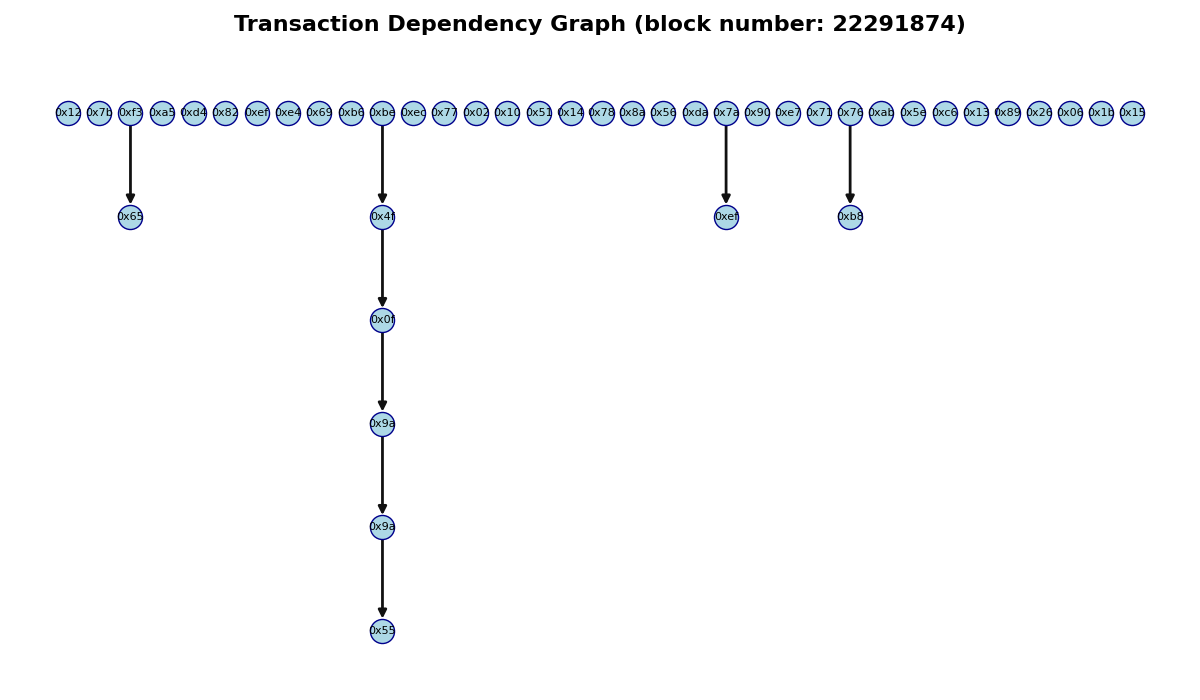 Transaction Dependency Graph (block number: 22291874)
0x12 0x7b 0xf3 0xa5 0xd4 0x82 0xef 0xe4 0x69 0xb6 0xbe 0xec 0x77 0x02 0x10 0x51 0x14 0x78 0x8a 0x56 0xda 0x7a 0x90 0xe7 0x71 0x76 0xab 0x5e 0xc6 0x13 0x89 0x26 0x06 0x1b 0x15
0x65 0x4f 0xef 0xb8
0x0f
0x9a
0x9a
0x55